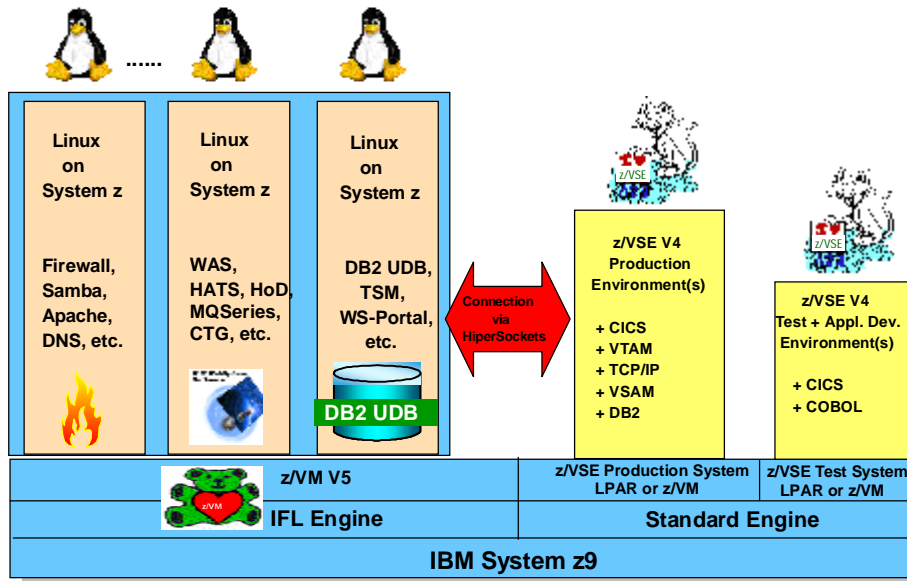 ......
Linux
on
System z
Firewall,
Samba,
Apache,
DNS, etc.
Linux
on
System z
WAS,
HATS, HoD,
MQSeries,
CTG, etc.
Linux
on
System z
DB2 UDB,
TSM,
WS-Portal,
etc.
DB2 UDB
Connection
via
HiperSockets
z/VSE
z/VSE V4
Production
Environment(s)
+ CICS
+ VTAM
+ TCP/IP
+ VSAM
+ DB2
z/VSE
z/VSE V4
Test + Appl. Dev.
Environment(s)
+ CICS
+ COBOL
z/VM V5
z/VM
z/VSE Production System
LPAR or z/VM
z/VSE Test System
LPAR or z/VM
IFL Engine
Standard Engine
IBM System z9